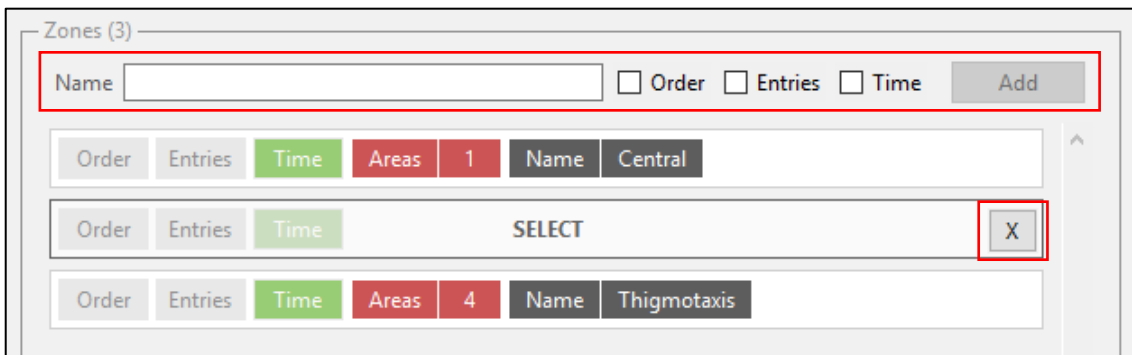 Zones (3)
Name Order Entries Time Add
Order Entries Time Areas 1 Name Central
Order Entries Time SELECT X
Order Entries Time Areas 4 Name Thigmotaxis